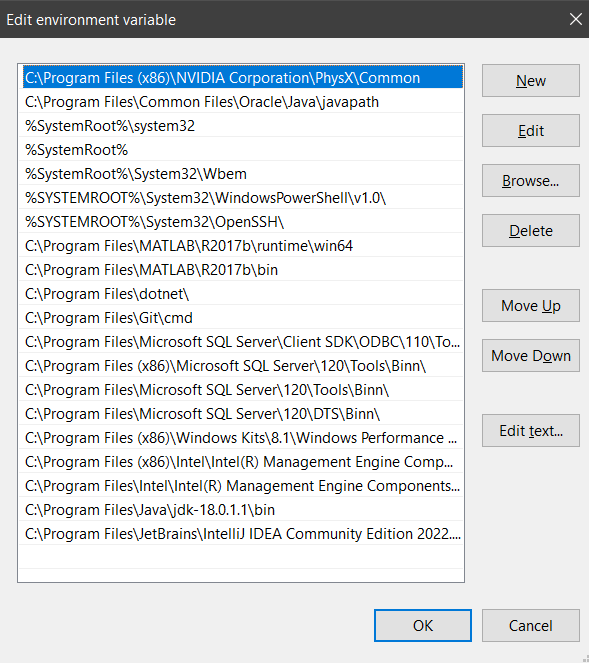 Edit environment variable
C:\Program Files (x86)\NVIDIA Corporation\PhysX\Common
C:\Program Files\Common Files\Oracle\Java\javapath
%SystemRoot%\system32
%SystemRoot%
%SystemRoot%\System32\Wbem
%SYSTEMROOT%\System32\WindowsPowerShell\v1.0\
%SYSTEMROOT%\System32\OpenSSH\
C:\Program Files\MATLAB\R2017b\runtime\win64
C:\Program Files\MATLAB\R2017b\bin
C:\Program Files\dotnet\
C:\Program Files\Git\cmd
C:\Program Files\Microsoft SQL Server\Client SDK\ODBC\110\To...
C:\Program Files (x86)\Microsoft SQL Server\120\Tools\Binn\
C:\Program Files\Microsoft SQL Server\120\Tools\Binn\
C:\Program Files\Microsoft SQL Server\120\DTS\Binn\
C:\Program Files (x86)\Windows Kits\8.1\Windows Performance ...
C:\Program Files (x86)\Intel\Intel(R) Management Engine Comp...
C:\Program Files\Intel\Intel(R) Management Engine Components...
C:\Program Files\Java\jdk-18.0.1.1\bin
C:\Program Files\JetBrains\IntelliJ IDEA Community Edition 2022....
New
Edit
Browse...
Delete
Move Up
Move Down
Edit text...
OK
Cancel